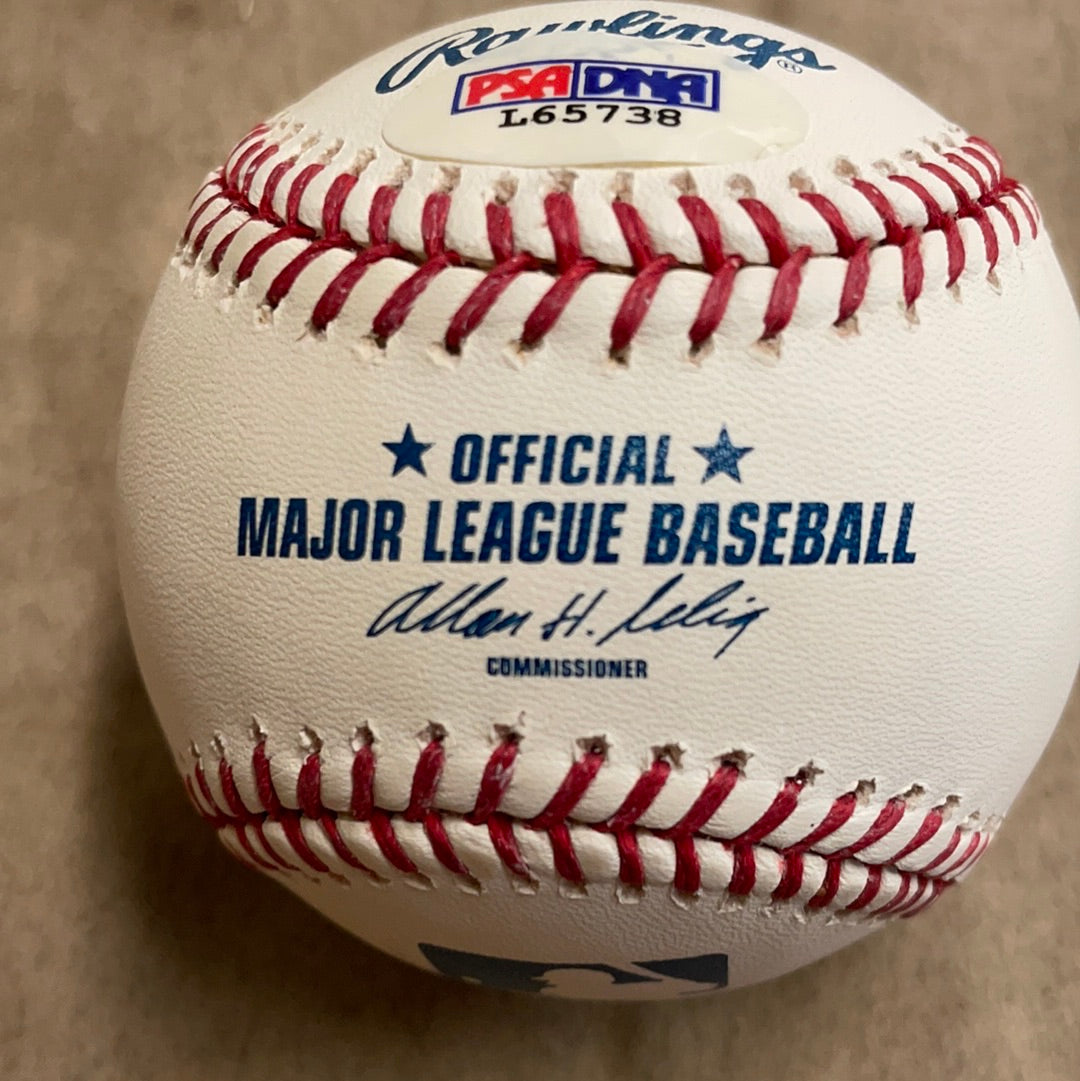 Rawlings®
PSA DNA
L65738
★ OFFICIAL ★
MAJOR LEAGUE BASEBALL
Allan H. Selig
COMMISSIONER